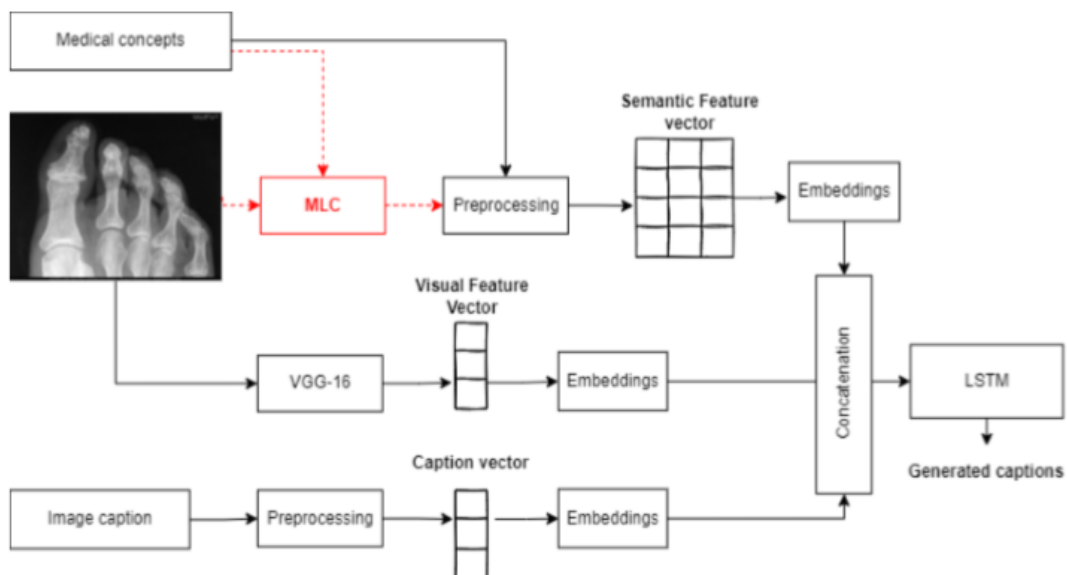 Medical concepts
Semantic Feature
vector
MLC
Preprocessing
Embeddings
Visual Feature
Vector
VGG-16
Embeddings
Concatenation
LSTM
Generated captions
Caption vector
Image caption
Preprocessing
Embeddings